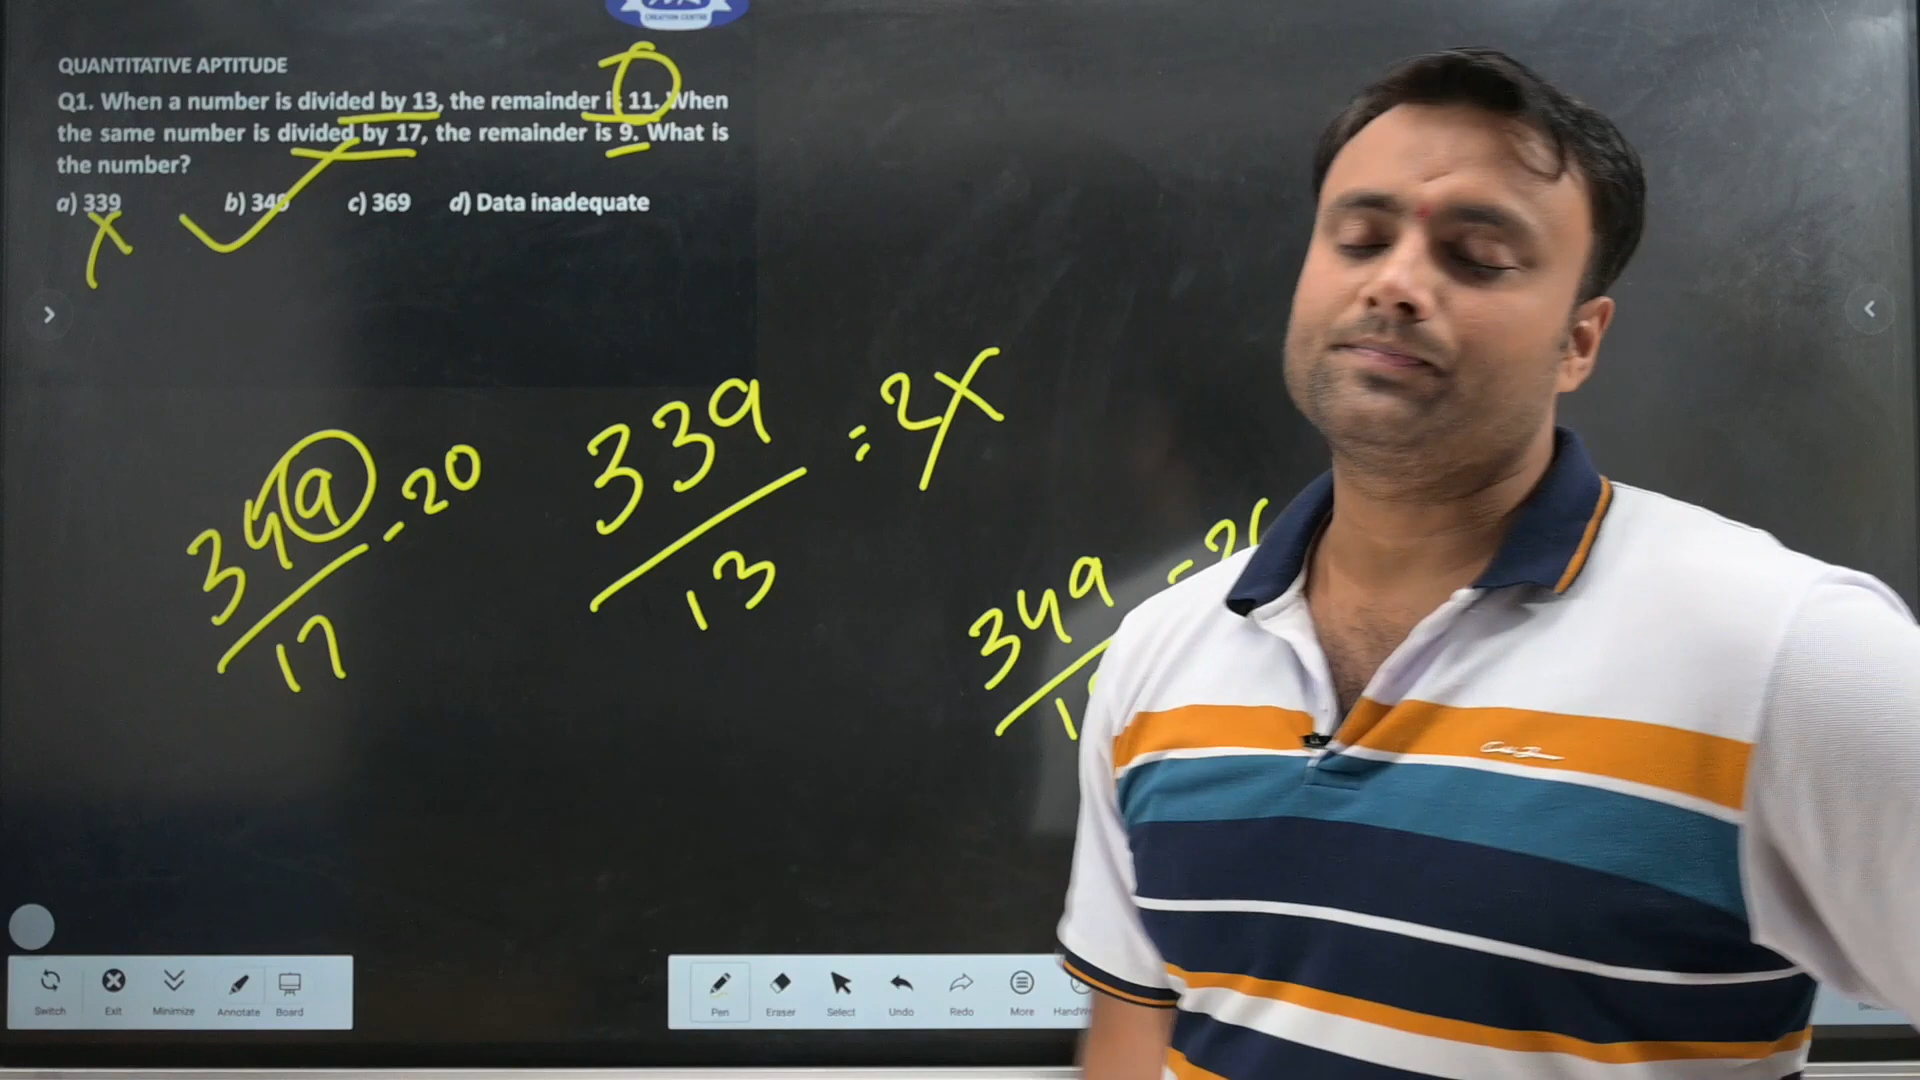 CREATION CENTRE
QUANTITATIVE APTITUDE
Q1. When a number is divided by 13, the remainder is 11. When
the same number is divided by 17, the remainder is 9. What is
the number?
a) 339 b) 349 c) 369 d) Data inadequate
349 - 20
17
339 = 2
13
349
Switch Exit Minimize Annotate Board
Pen Eraser Select Undo Redo More